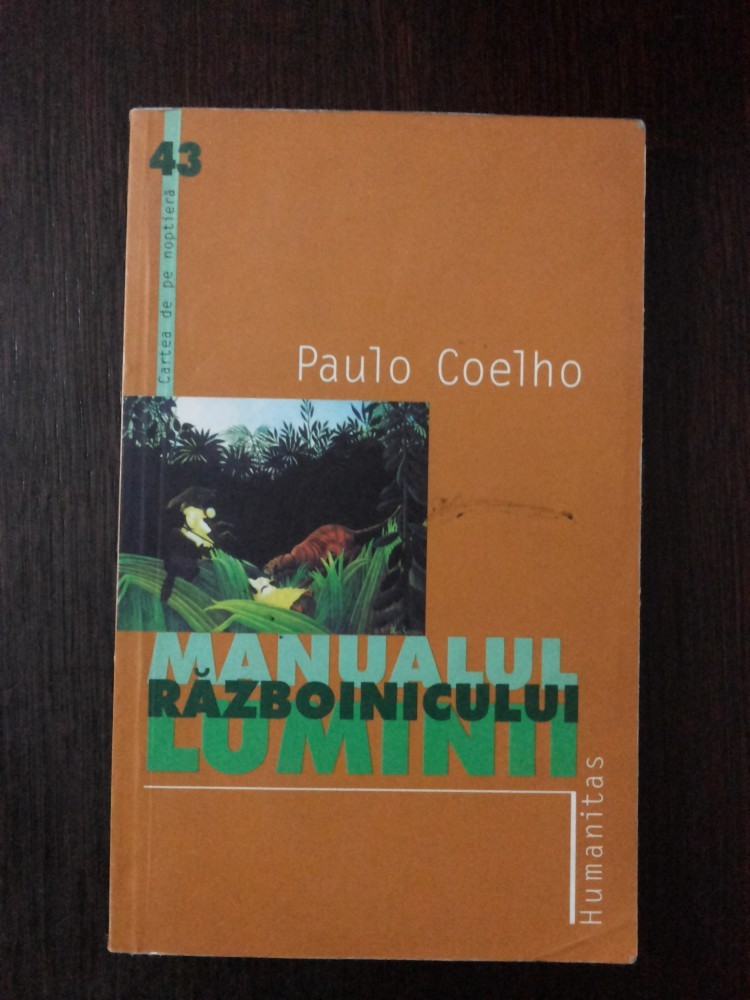 43
Cartea de pe noptieră
Paulo Coelho
MANUALUL
RĂZBOINICULUI
LUMINII
Humanitas